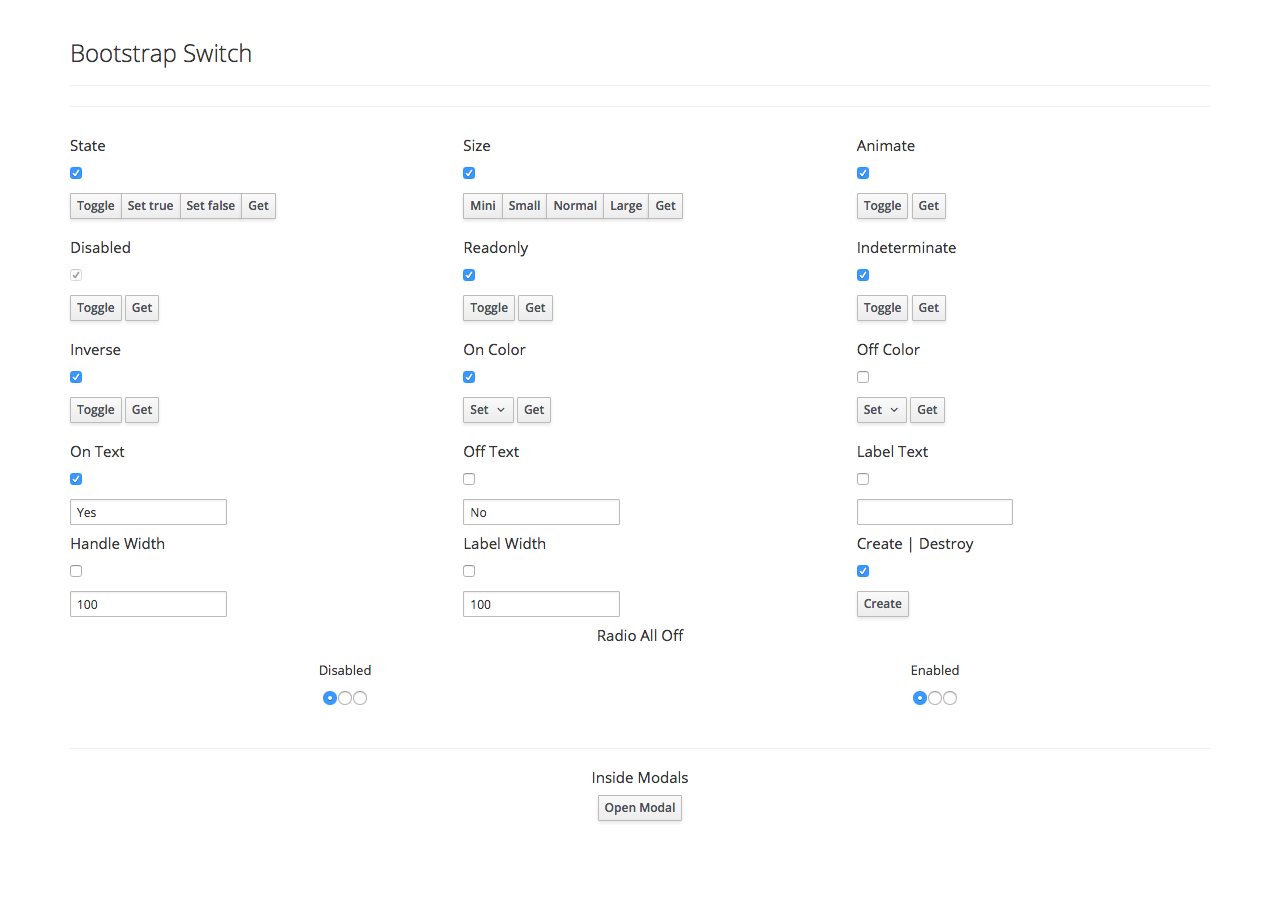 Bootstrap Switch
State Size Animate
Toggle Set true Set false Get Mini Small Normal Large Get Toggle Get
Disabled Readonly Indeterminate
Toggle Get Toggle Get Toggle Get
Inverse On Color Off Color
Toggle Get Set Get Set Get
On Text Off Text Label Text
Yes No
Handle Width Label Width Create | Destroy
100 100 Create
Radio All Off
Disabled Enabled
Inside Modals
Open Modal